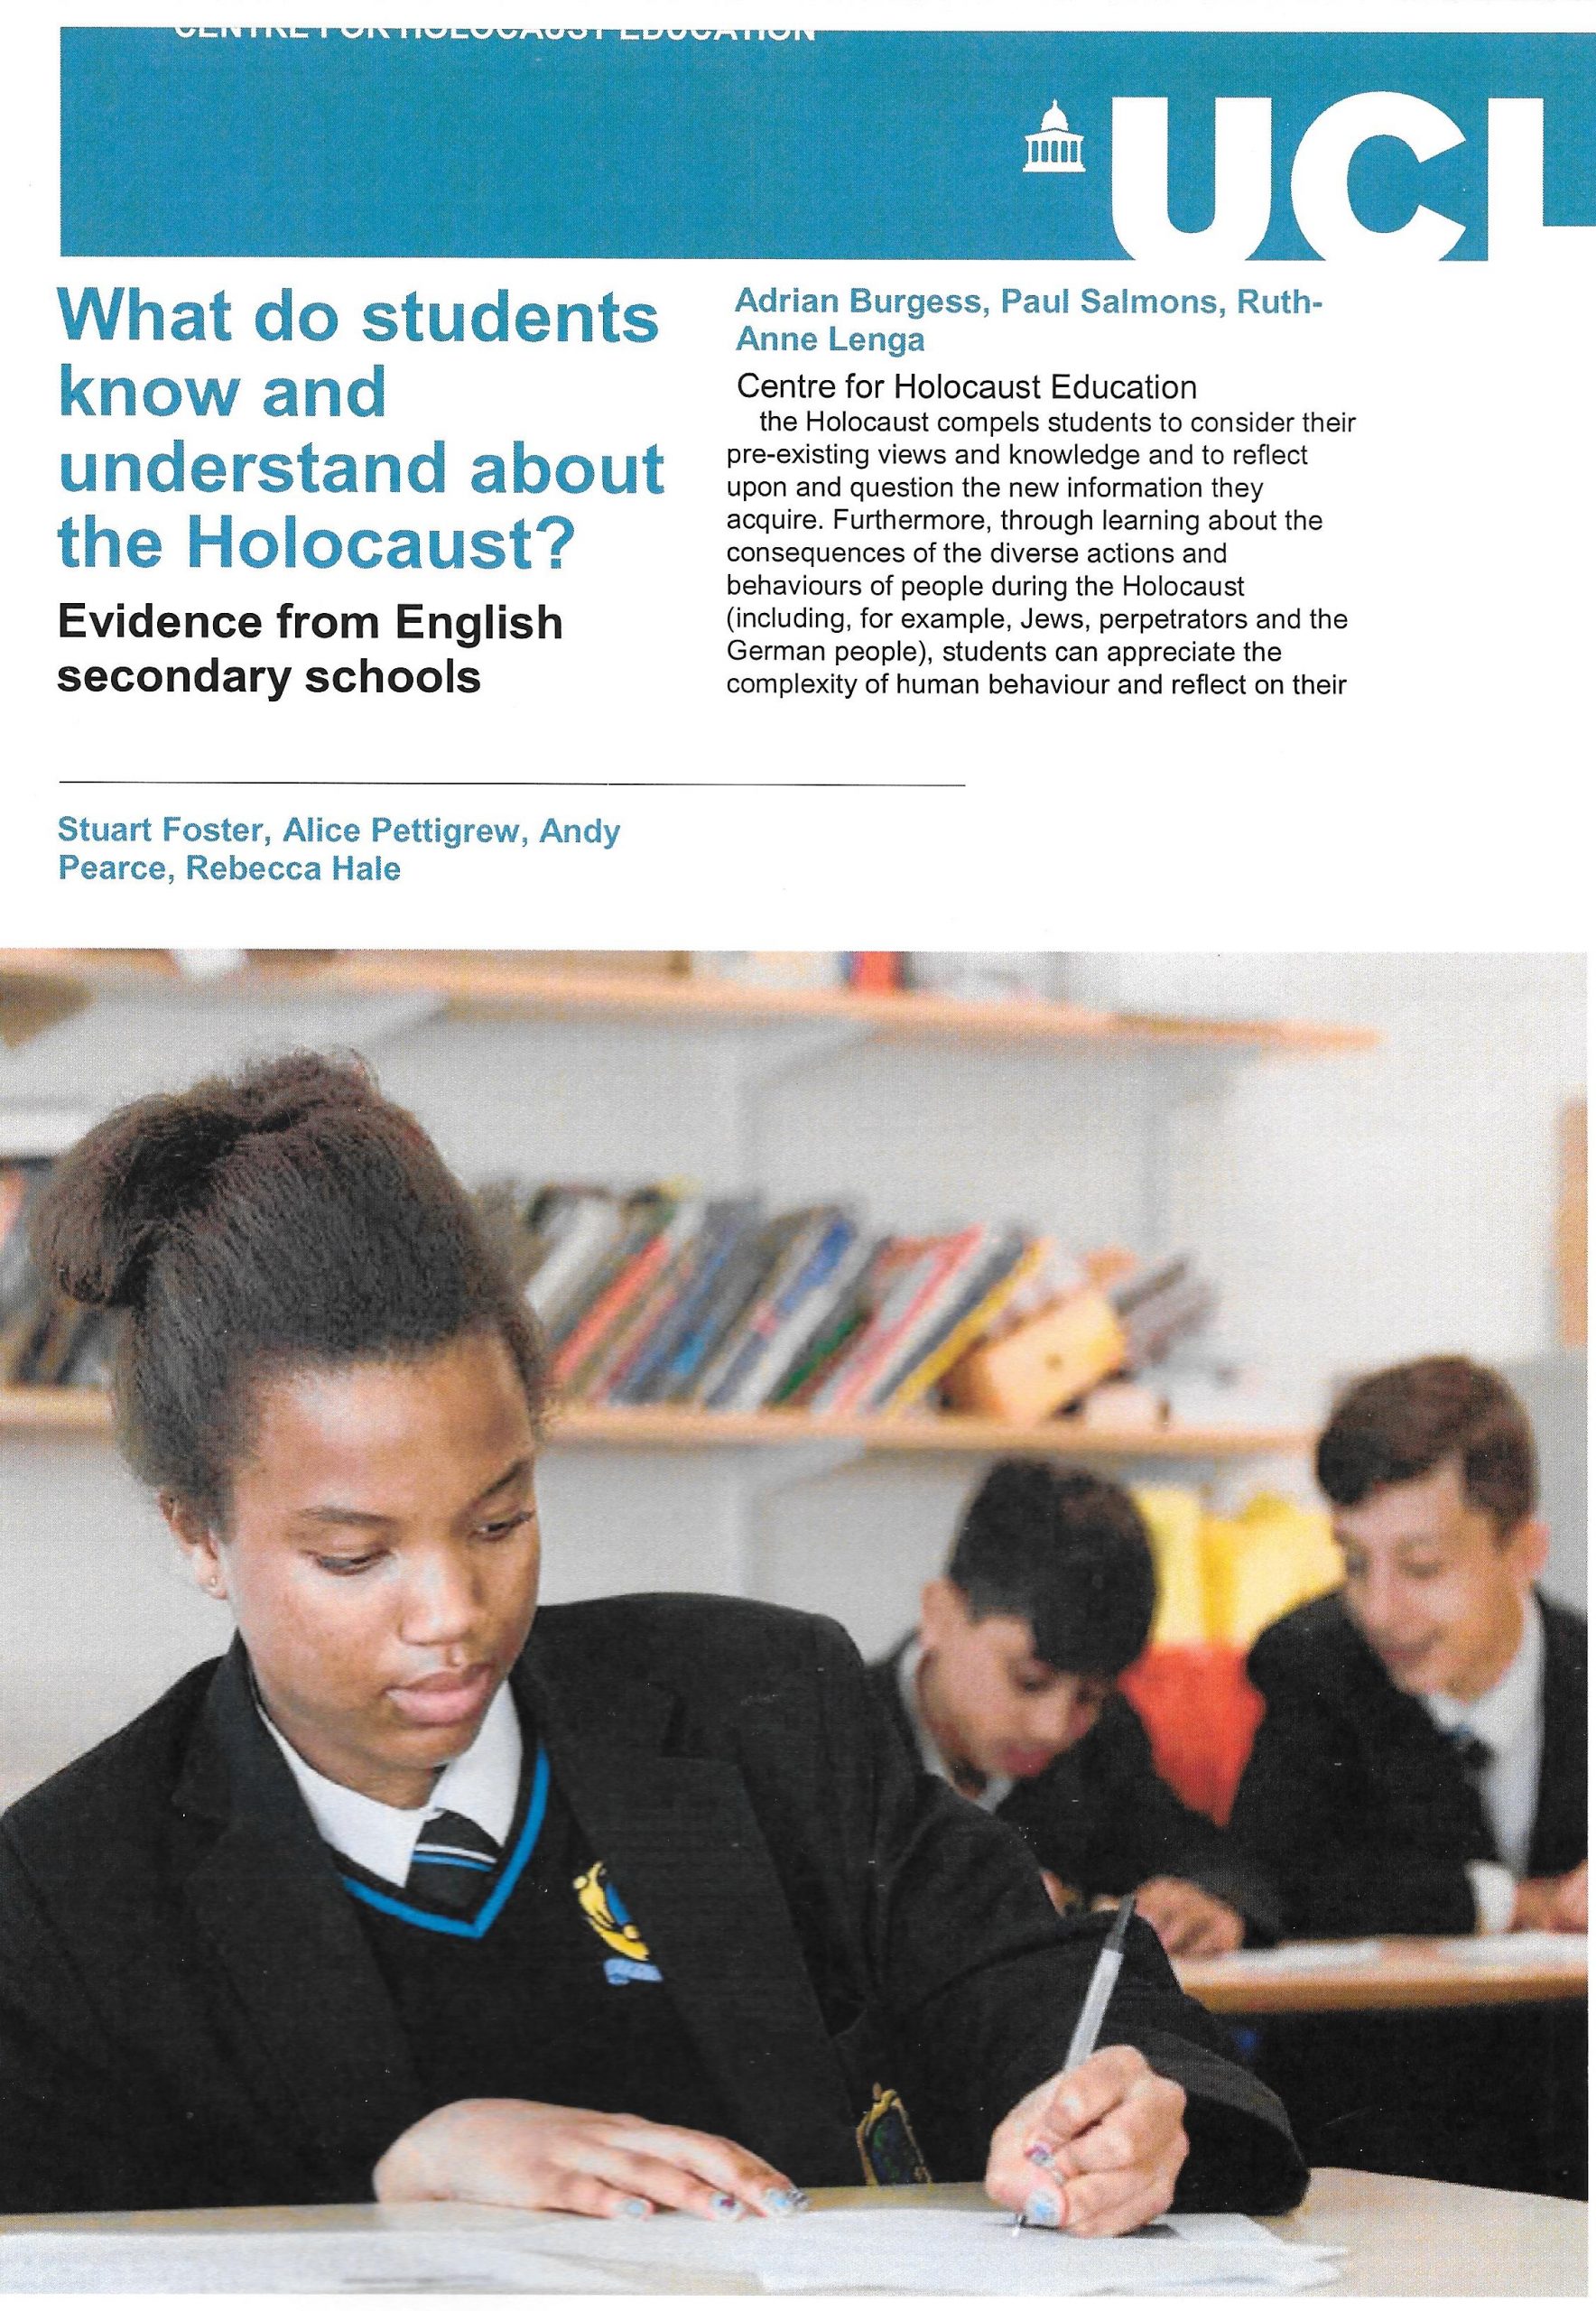 CENTRE FOR HOLOCAUST EDUCATION
UCL
What do students
know and
understand about
the Holocaust?
Evidence from English
secondary schools
Stuart Foster, Alice Pettigrew, Andy
Pearce, Rebecca Hale
Adrian Burgess, Paul Salmons, Ruth-
Anne Lenga
Centre for Holocaust Education
the Holocaust compels students to consider their
pre-existing views and knowledge and to reflect
upon and question the new information they
acquire. Furthermore, through learning about the
consequences of the diverse actions and
behaviours of people during the Holocaust
(including, for example, Jews, perpetrators and the
German people), students can appreciate the
complexity of human behaviour and reflect on their